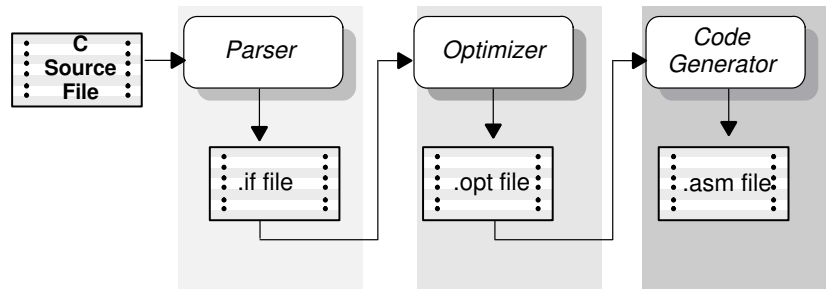 C
Source
File
Parser
Optimizer
Code
Generator
.if file
.opt file
.asm file